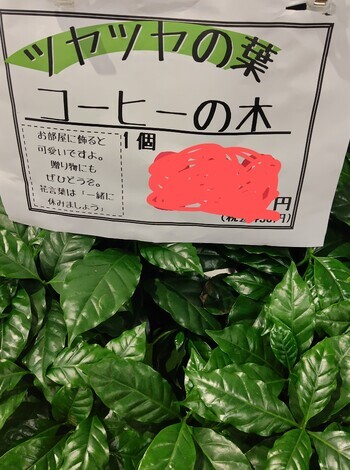 ツヤツヤの葉
コーヒーの木
お部屋に飾ると
可愛いですよ。
贈り物にも
ぜひどうぞ。
花言葉は「一緒に
休みましょう」
1個
円